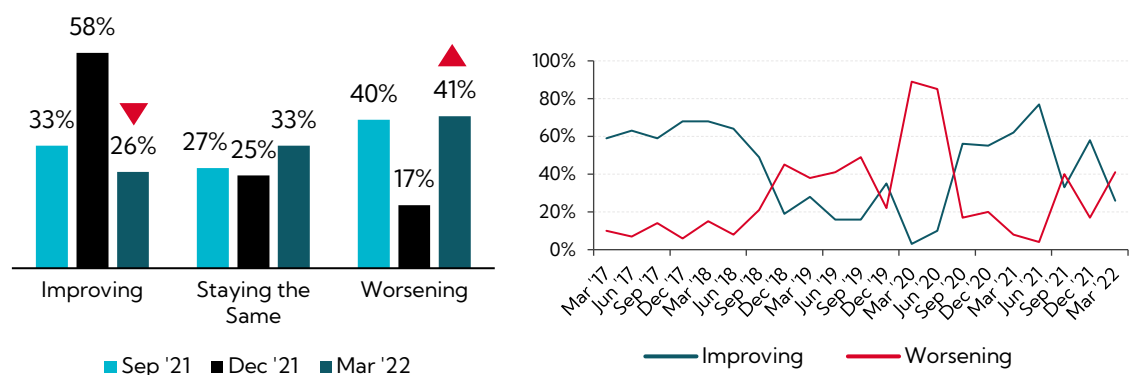 58%
33%
26%
27%
25%
33%
40%
17%
41%
Improving
Staying the
Same
Worsening
Sep '21 Dec '21 Mar '22
100%
80%
60%
40%
20%
0%
Mar '17
Jun '17
Sep '17
Dec '17
Mar '18
Jun '18
Sep '18
Dec '18
Mar '19
Jun '19
Sep '19
Dec '19
Mar '20
Jun '20
Sep '20
Dec '20
Mar '21
Jun '21
Sep '21
Dec '21
Mar '22
Improving Worsening